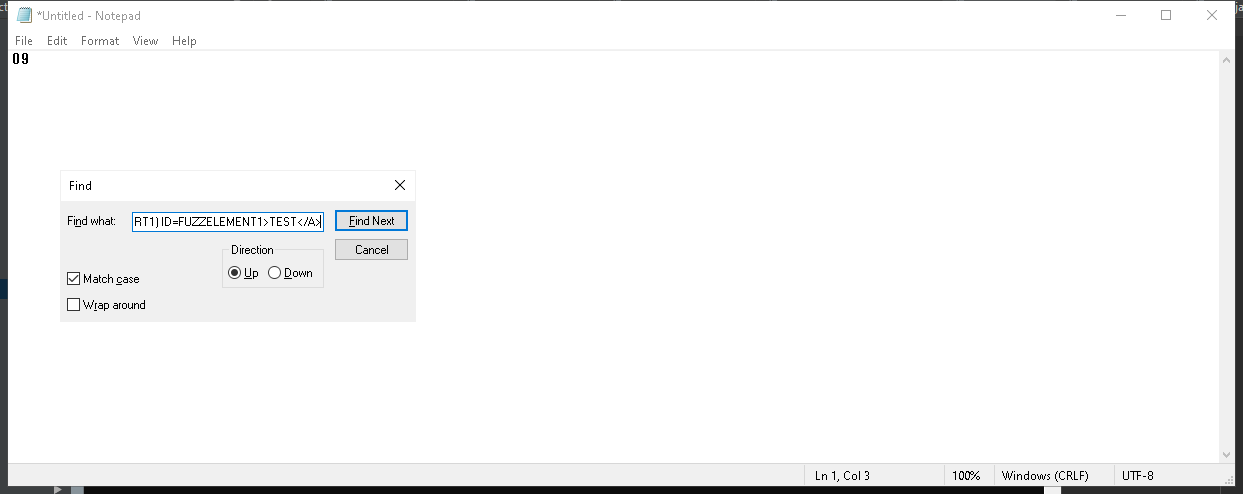 *Untitled - Notepad
File Edit Format View Help
09
Find
Find what: RT1) ID=FUZZELEMENT1>TEST</A> Find Next
Direction Cancel
Up Down
Match case
Wrap around
Ln 1, Col 3 100% Windows (CRLF) UTF-8